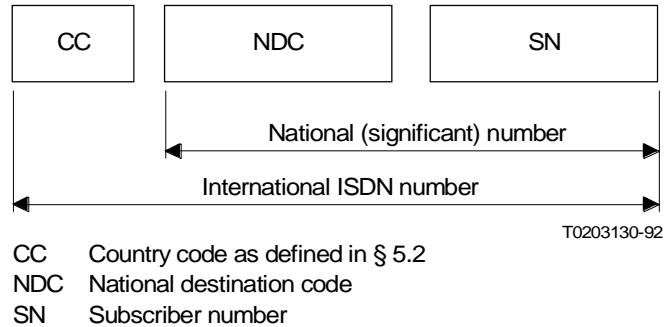 CC NDC SN
National (significant) number
International ISDN number
T0203130-92
CC Country code as defined in § 5.2
NDC National destination code
SN Subscriber number